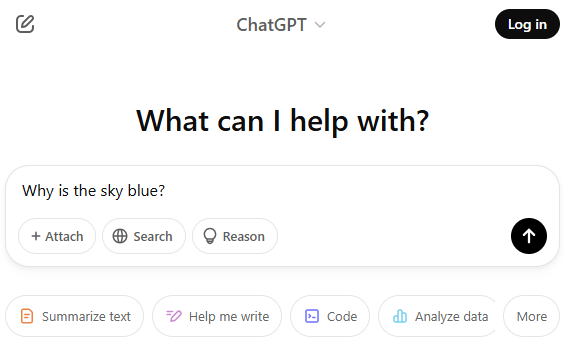 ChatGPT
Log in
What can I help with?
Why is the sky blue?
+ Attach
Search
Reason
Summarize text
Help me write
Code
Analyze data
More